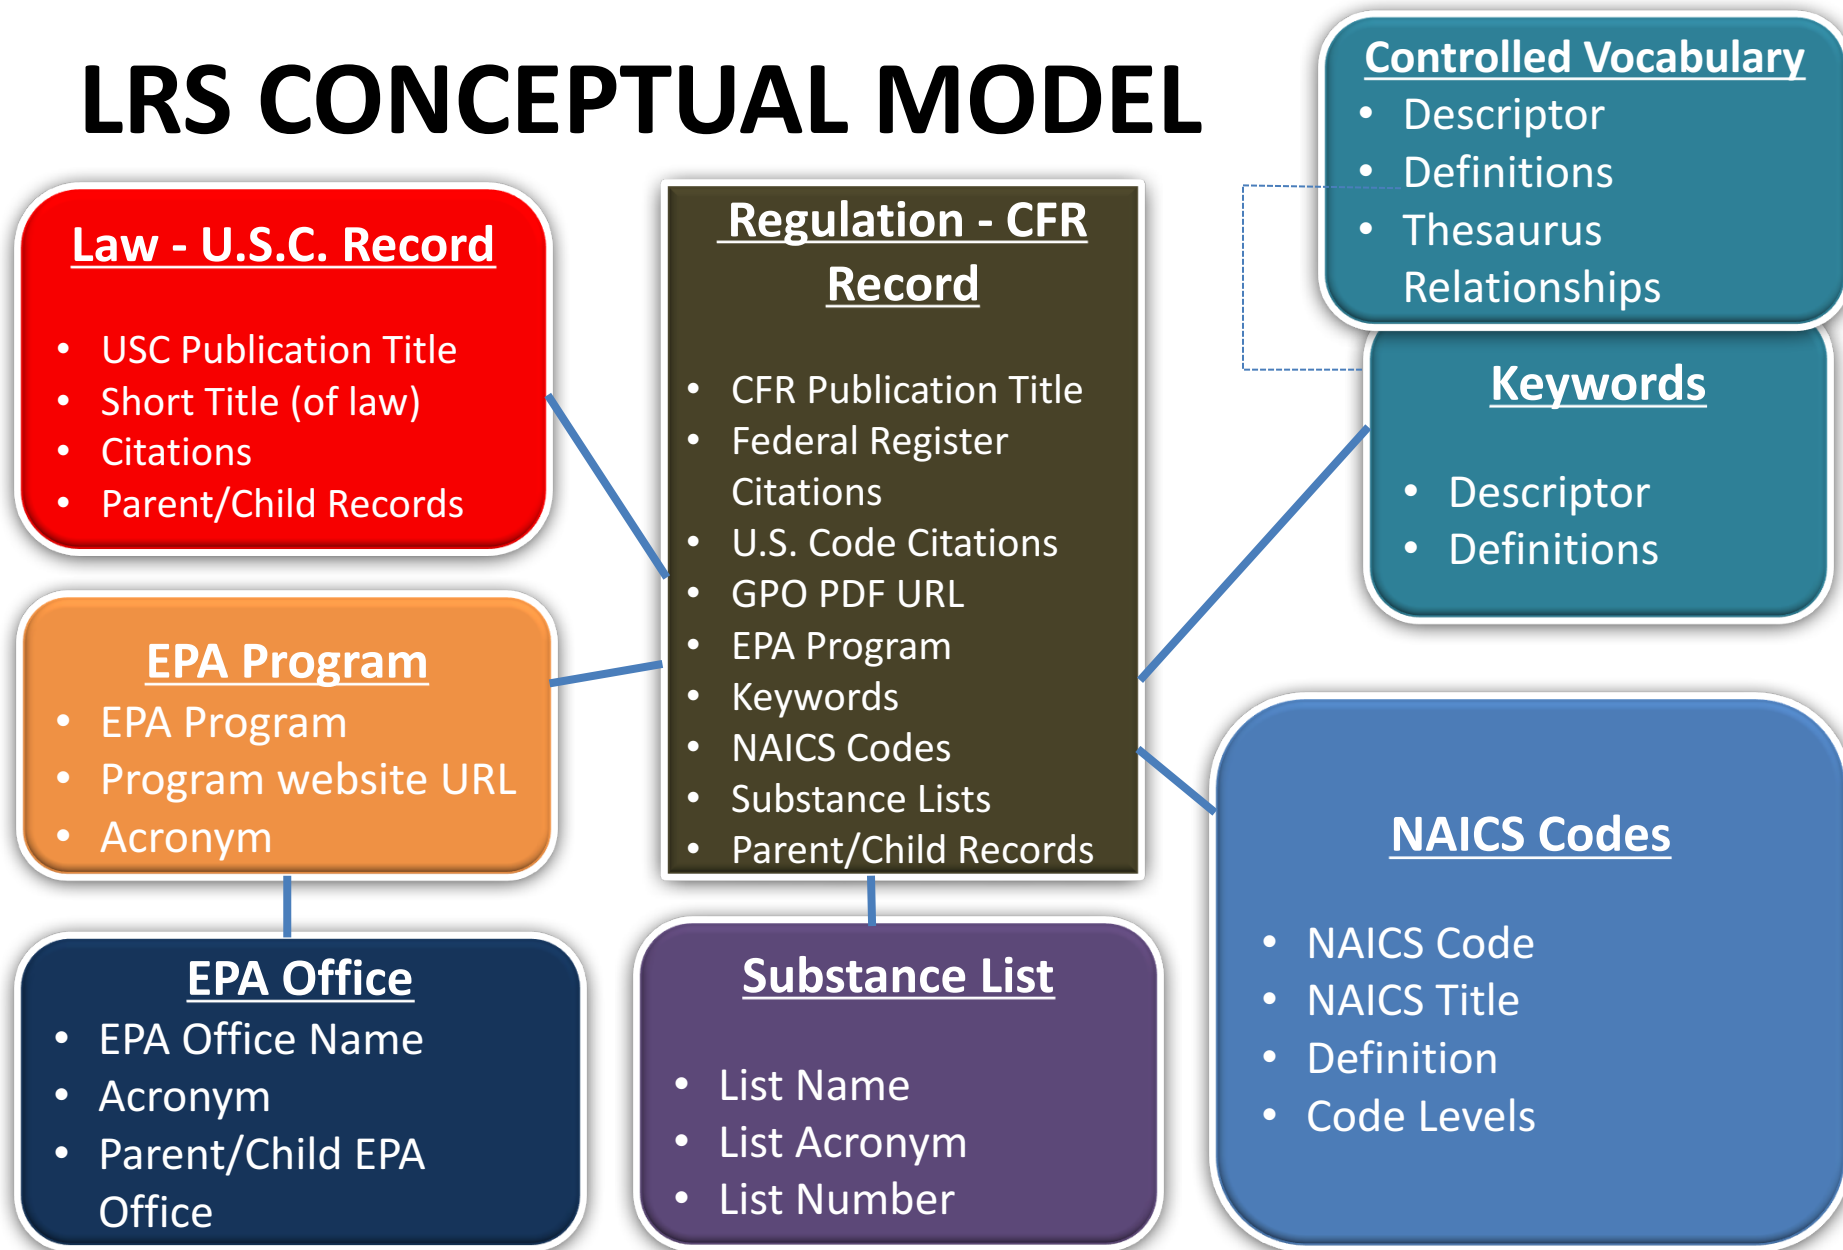 LRS CONCEPTUAL MODEL
Law - U.S.C. Record
• USC Publication Title
• Short Title (of law)
• Citations
• Parent/Child Records
EPA Program
• EPA Program
• Program website URL
• Acronym
EPA Office
• EPA Office Name
• Acronym
• Parent/Child EPA
Office
Regulation - CFR
Record
• CFR Publication Title
• Federal Register
Citations
• U.S. Code Citations
• GPO PDF URL
• EPA Program
• Keywords
• NAICS Codes
• Substance Lists
• Parent/Child Records
Substance List
• List Name
• List Acronym
• List Number
Controlled Vocabulary
• Descriptor
• Definitions
• Thesaurus
Relationships
Keywords
• Descriptor
• Definitions
NAICS Codes
• NAICS Code
• NAICS Title
• Definition
• Code Levels